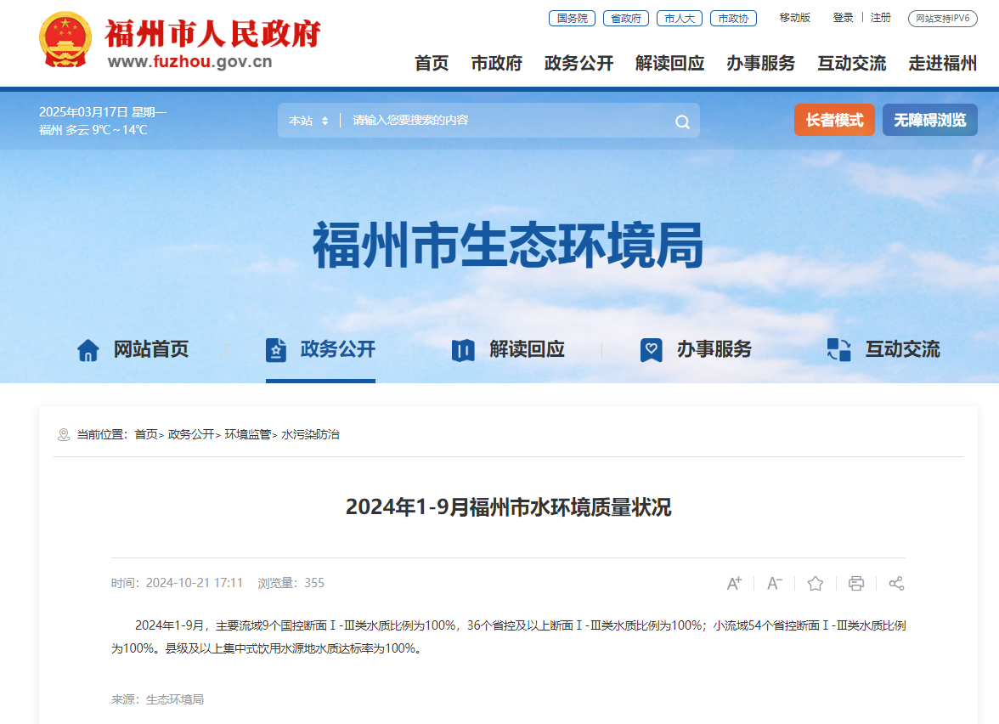 福州市人民政府
www.fuzhou.gov.cn
国务院 省政府 市人大 市政协 移动版 登录 注册 网站支持IPV6
首页 市政府 政务公开 解读回应 办事服务 互动交流 走进福州
2025年03月17日 星期一
福州 多云 9℃ ~ 14℃
本站 请输入您要搜索的内容
长者模式 无障碍浏览
福州市生态环境局
网站首页 政务公开 解读回应 办事服务 互动交流
当前位置：首页> 政务公开> 环境监管> 水污染防治
2024年1-9月福州市水环境质量状况
时间：2024-10-21 17:11 浏览量：355
A+ A-
2024年1-9月，主要流域9个国控断面Ⅰ-Ⅲ类水质比例为100%，36个省控及以上断面Ⅰ-Ⅲ类水质比例为100%；小流域54个省控断面Ⅰ-Ⅲ类水质比例
为100%。县级及以上集中式饮用水源地水质达标率为100%。
来源：生态环境局